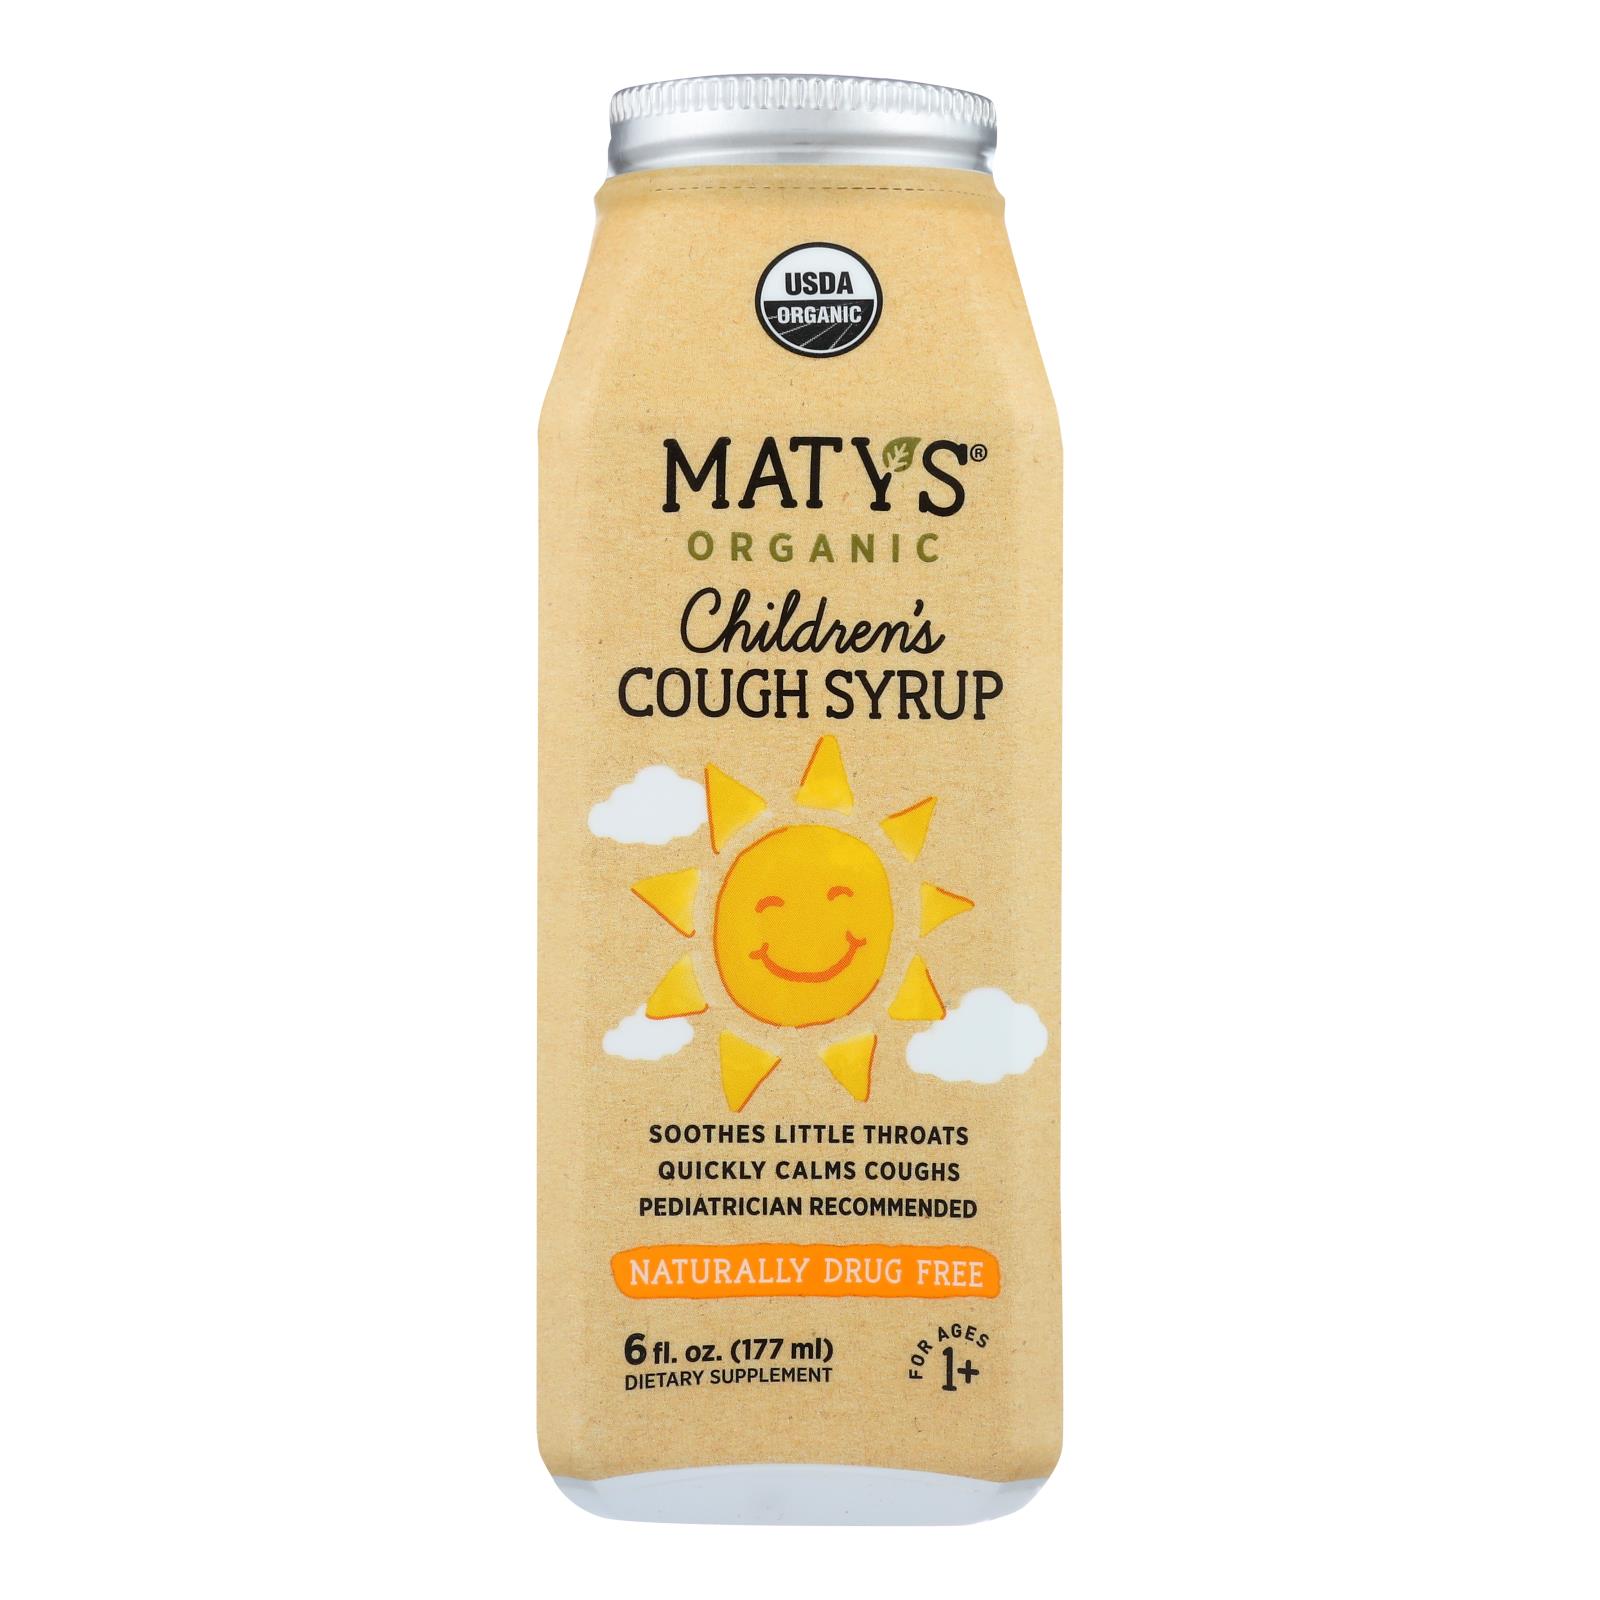 USDA
ORGANIC
MATY'S®
ORGANIC
Children's
COUGH SYRUP
SOOTHES LITTLE THROATS
QUICKLY CALMS COUGHS
PEDIATRICIAN RECOMMENDED
NATURALLY DRUG FREE
6 fl. oz. (177 ml)
DIETARY SUPPLEMENT
FOR AGES
1+